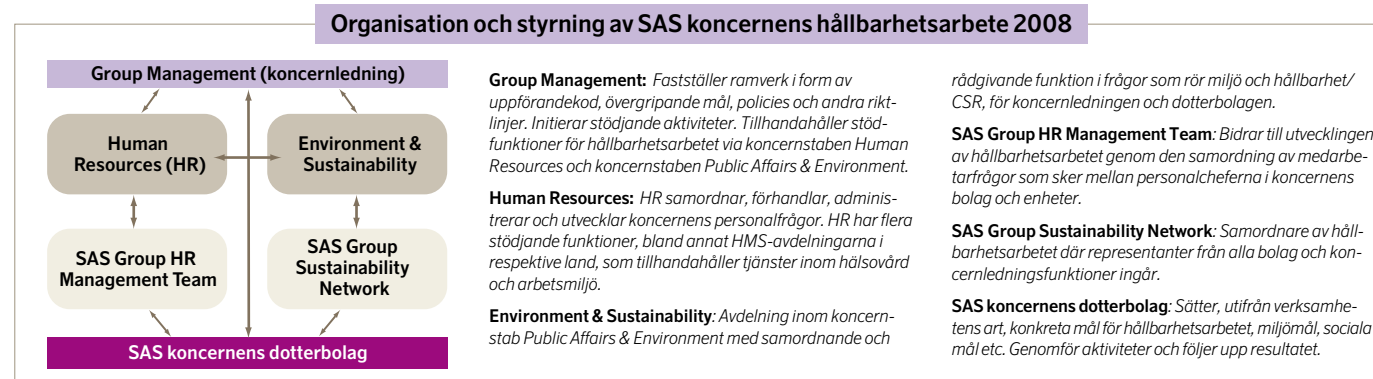 Organisation och styrning av SAS koncernens hållbarhetsarbete 2008
Group Management (koncernledning)
Human
Resources (HR)
Environment &
Sustainability
SAS Group HR
Management Team
SAS Group
Sustainability
Network
SAS koncernens dotterbolag
Group Management: Fastställer ramverk i form av
uppförandekod, övergripande mål, policies och andra rikt-
linjer. Initierar stödjande aktiviteter. Tillhandahåller stöd-
funktioner för hållbarhetsarbetet via koncernstaben Human
Resources och koncernstaben Public Affairs & Environment.
Human Resources: HR samordnar, förhandlar, adminis-
trerar och utvecklar koncernens personalfrågor. HR har flera
stödjande funktioner, bland annat HMS-avdelningarna i
respektive land, som tillhandahåller tjänster inom hälsovård
och arbetsmiljö.
Environment & Sustainability: Avdelning inom koncern-
stab Public Affairs & Environment med samordnande och
rådgivande funktion i frågor som rör miljö och hållbarhet/
CSR, för koncernledningen och dotterbolagen.
SAS Group HR Management Team: Bidrar till utvecklingen
av hållbarhetsarbetet genom den samordning av medarbe-
tarfrågor som sker mellan personalcheferna i koncernens
bolag och enheter.
SAS Group Sustainability Network: Samordnare av håll-
barhetsarbetet där representanter från alla bolag och kon-
cernledningsfunktioner ingår.
SAS koncernens dotterbolag: Sätter, utifrån verksamhe-
tens art, konkreta mål för hållbarhetsarbetet, miljömål, sociala
mål etc. Genomför aktiviteter och följer upp resultatet.